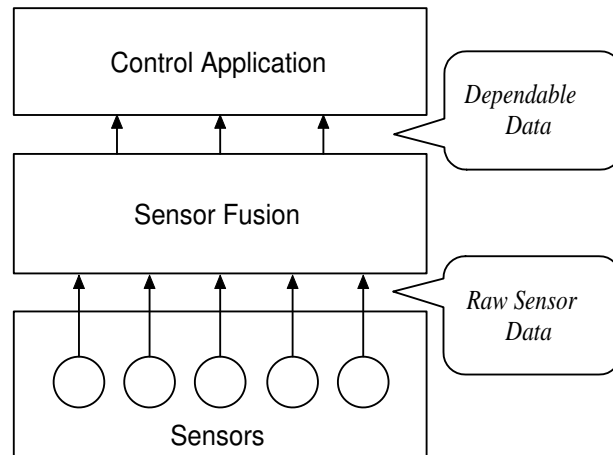 Control Application
Dependable
Data
Sensor Fusion
Raw Sensor
Data
Sensors